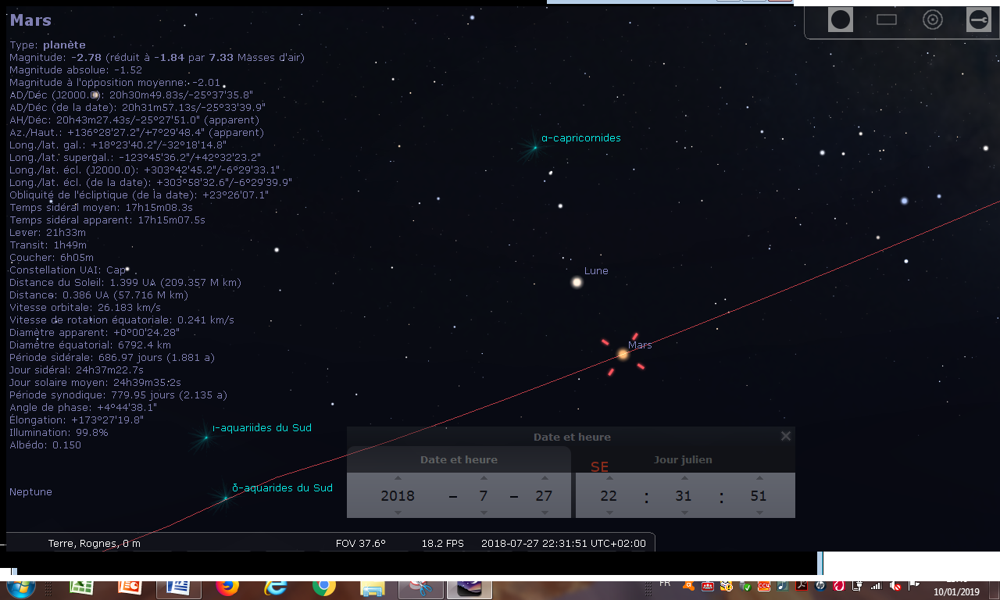 Mars
Type: planète
Magnitude: -2.78 (réduit à -1.84 par 7.33 Masses d'air)
Magnitude absolue: -1.52
Magnitude à l'opposition moyenne: -2.01
AD/Déc (J2000.0): 20h30m49.83s/-25°37'35.8"
AD/Déc (de la date): 20h31m57.13s/-25°33'39.9"
AH/Déc: 20h43m27.43s/-25°27'51.0" (apparent)
Az./Haut.: +136°28'27.2"/+7°29'48.4" (apparent)
Long./lat. gal.: +18°23'40.2"/-32°18'14.8"
Long./lat. supergal.: -123°45'36.2"/+42°32'23.2"
Long./lat. écl. (J2000.0): +303°42'45.2"/-6°29'33.1"
Long./lat. écl. (de la date): +303°58'32.6"/-6°29'39.9"
Obliquité de l'écliptique (de la date): +23°26'07.1"
Temps sidéral moyen: 17h15m08.3s
Temps sidéral apparent: 17h15m07.5s
Lever: 21h33m
Transit: 1h49m
Coucher: 6h05m
Constellation UAI: Cap
Distance du Soleil: 1.399 UA (209.357 M km)
Distance: 0.386 UA (57.716 M km)
Vitesse orbitale: 26.183 km/s
Vitesse de rotation équatoriale: 0.241 km/s
Diamètre apparent: +0°00'24.28"
Diamètre équatorial: 6792.4 km
Période sidérale: 686.97 jours (1.881 a)
Jour sidéral: 24h37m22.7s
Jour solaire moyen: 24h39m35.2s
Période synodique: 779.95 jours (2.135 a)
Angle de phase: +4°44'38.1"
Élongation: +173°27'19.8"
Illumination: 99.8%
Albédo: 0.150
α-capricornides
Lune
Mars
ι-aquariides du Sud
δ-aquarides du Sud
Neptune
Date et heure
Date et heure
Jour julien
SE
2018 - 7 - 27 22 : 31 : 51
Terre, Rognes, 0 m FOV 37.6° 18.2 FPS 2018-07-27 22:31:51 UTC+02:00
FR
10/01/2019